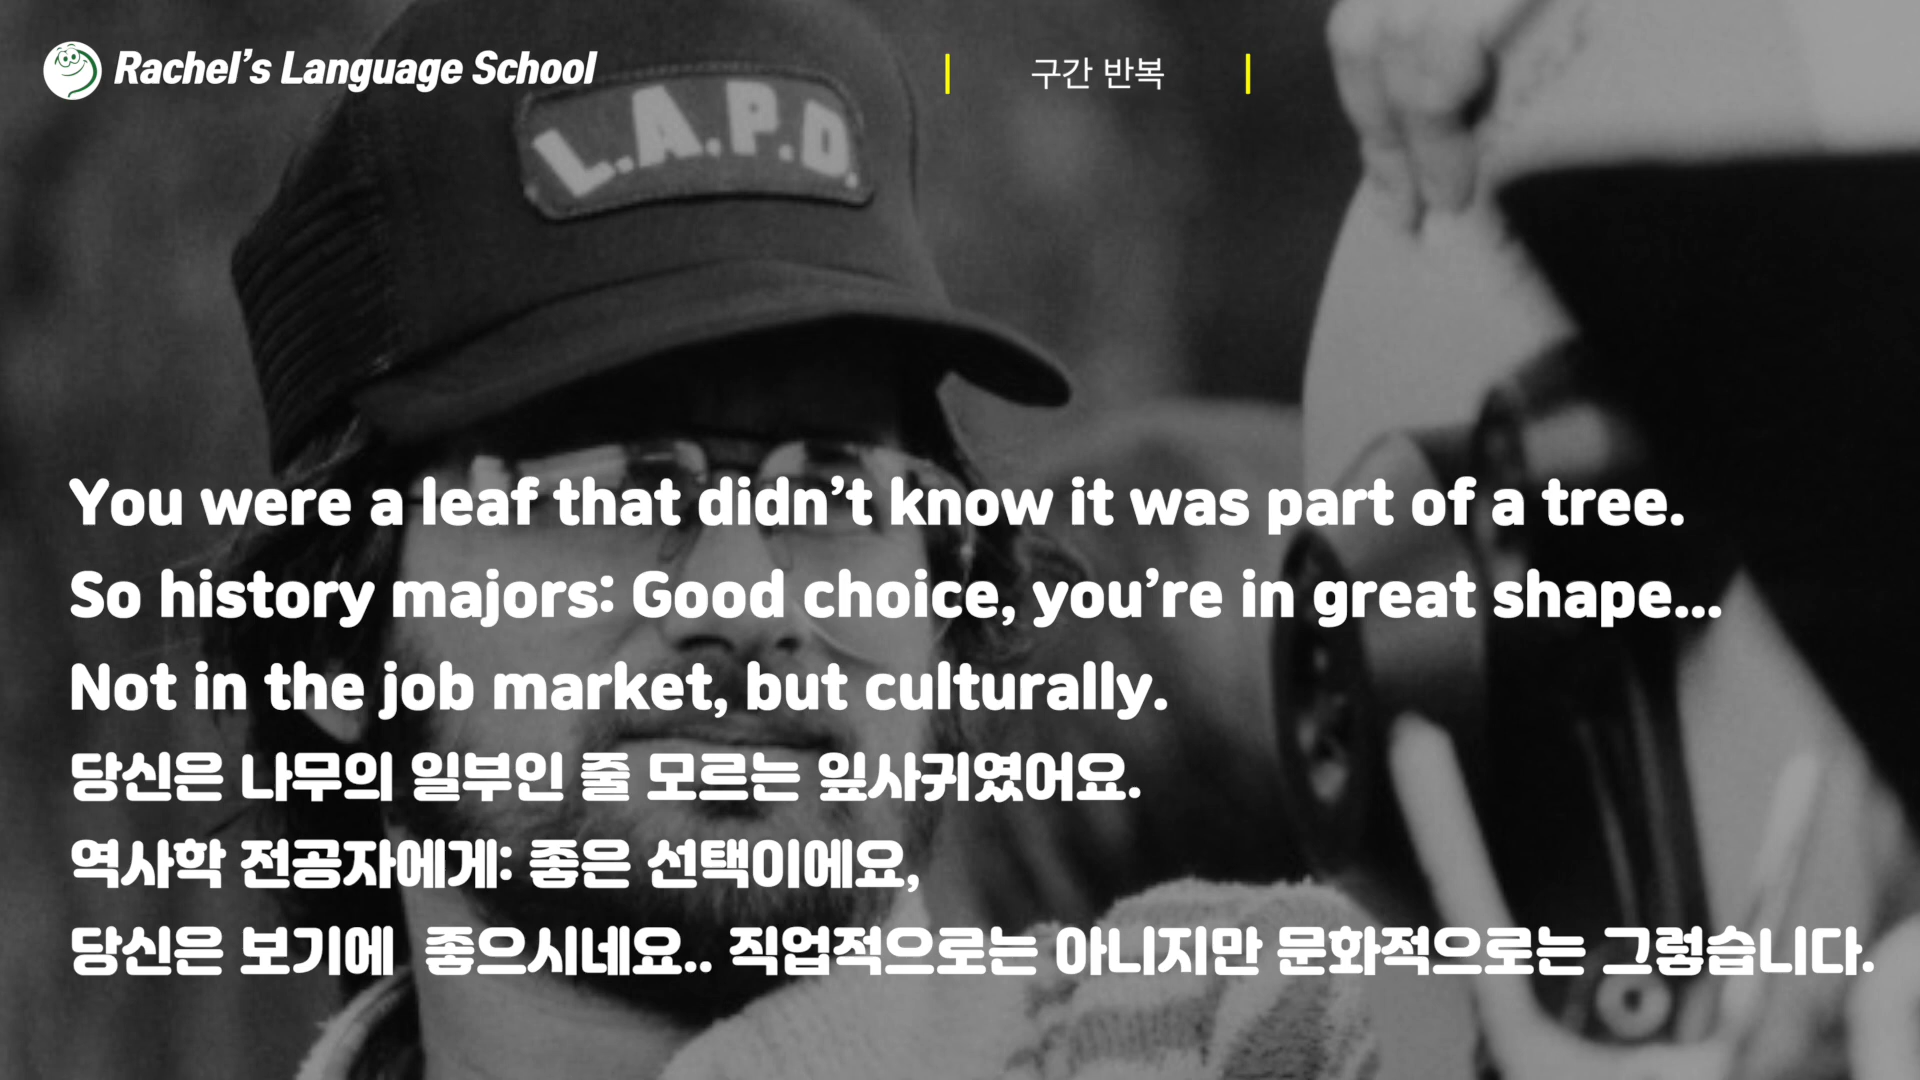 Rachel's Language School
구간 반복
L.A.P.D.
You were a leaf that didn't know it was part of a tree.
So history majors: Good choice, you're in great shape...
Not in the job market, but culturally.
당신은 나무의 일부인 줄 모르는 잎사귀였어요.
역사학 전공자에게: 좋은 선택이에요,
당신은 보기에  좋으시네요.. 직업적으로는 아니지만 문화적으로는 그렇습니다.